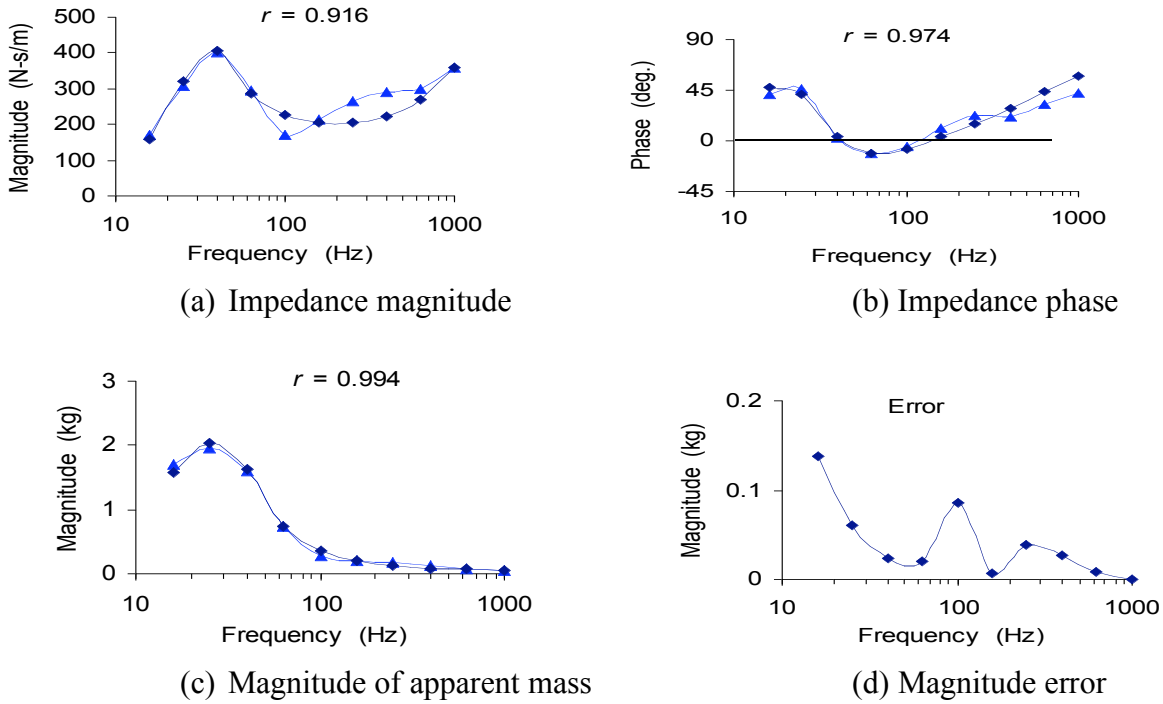 r = 0.916
Magnitude (N-s/m)
500
400
300
200
100
0
10
100
1000
Frequency (Hz)
(a) Impedance magnitude
r = 0.974
Phase (deg.)
90
45
0
-45
10
100
1000
Frequency (Hz)
(b) Impedance phase
r = 0.994
Magnitude (kg)
3
2
1
0
10
100
1000
Frequency (Hz)
(c) Magnitude of apparent mass
Error
Magnitude (kg)
0.2
0.1
0
10
100
1000
Frequency (Hz)
(d) Magnitude error